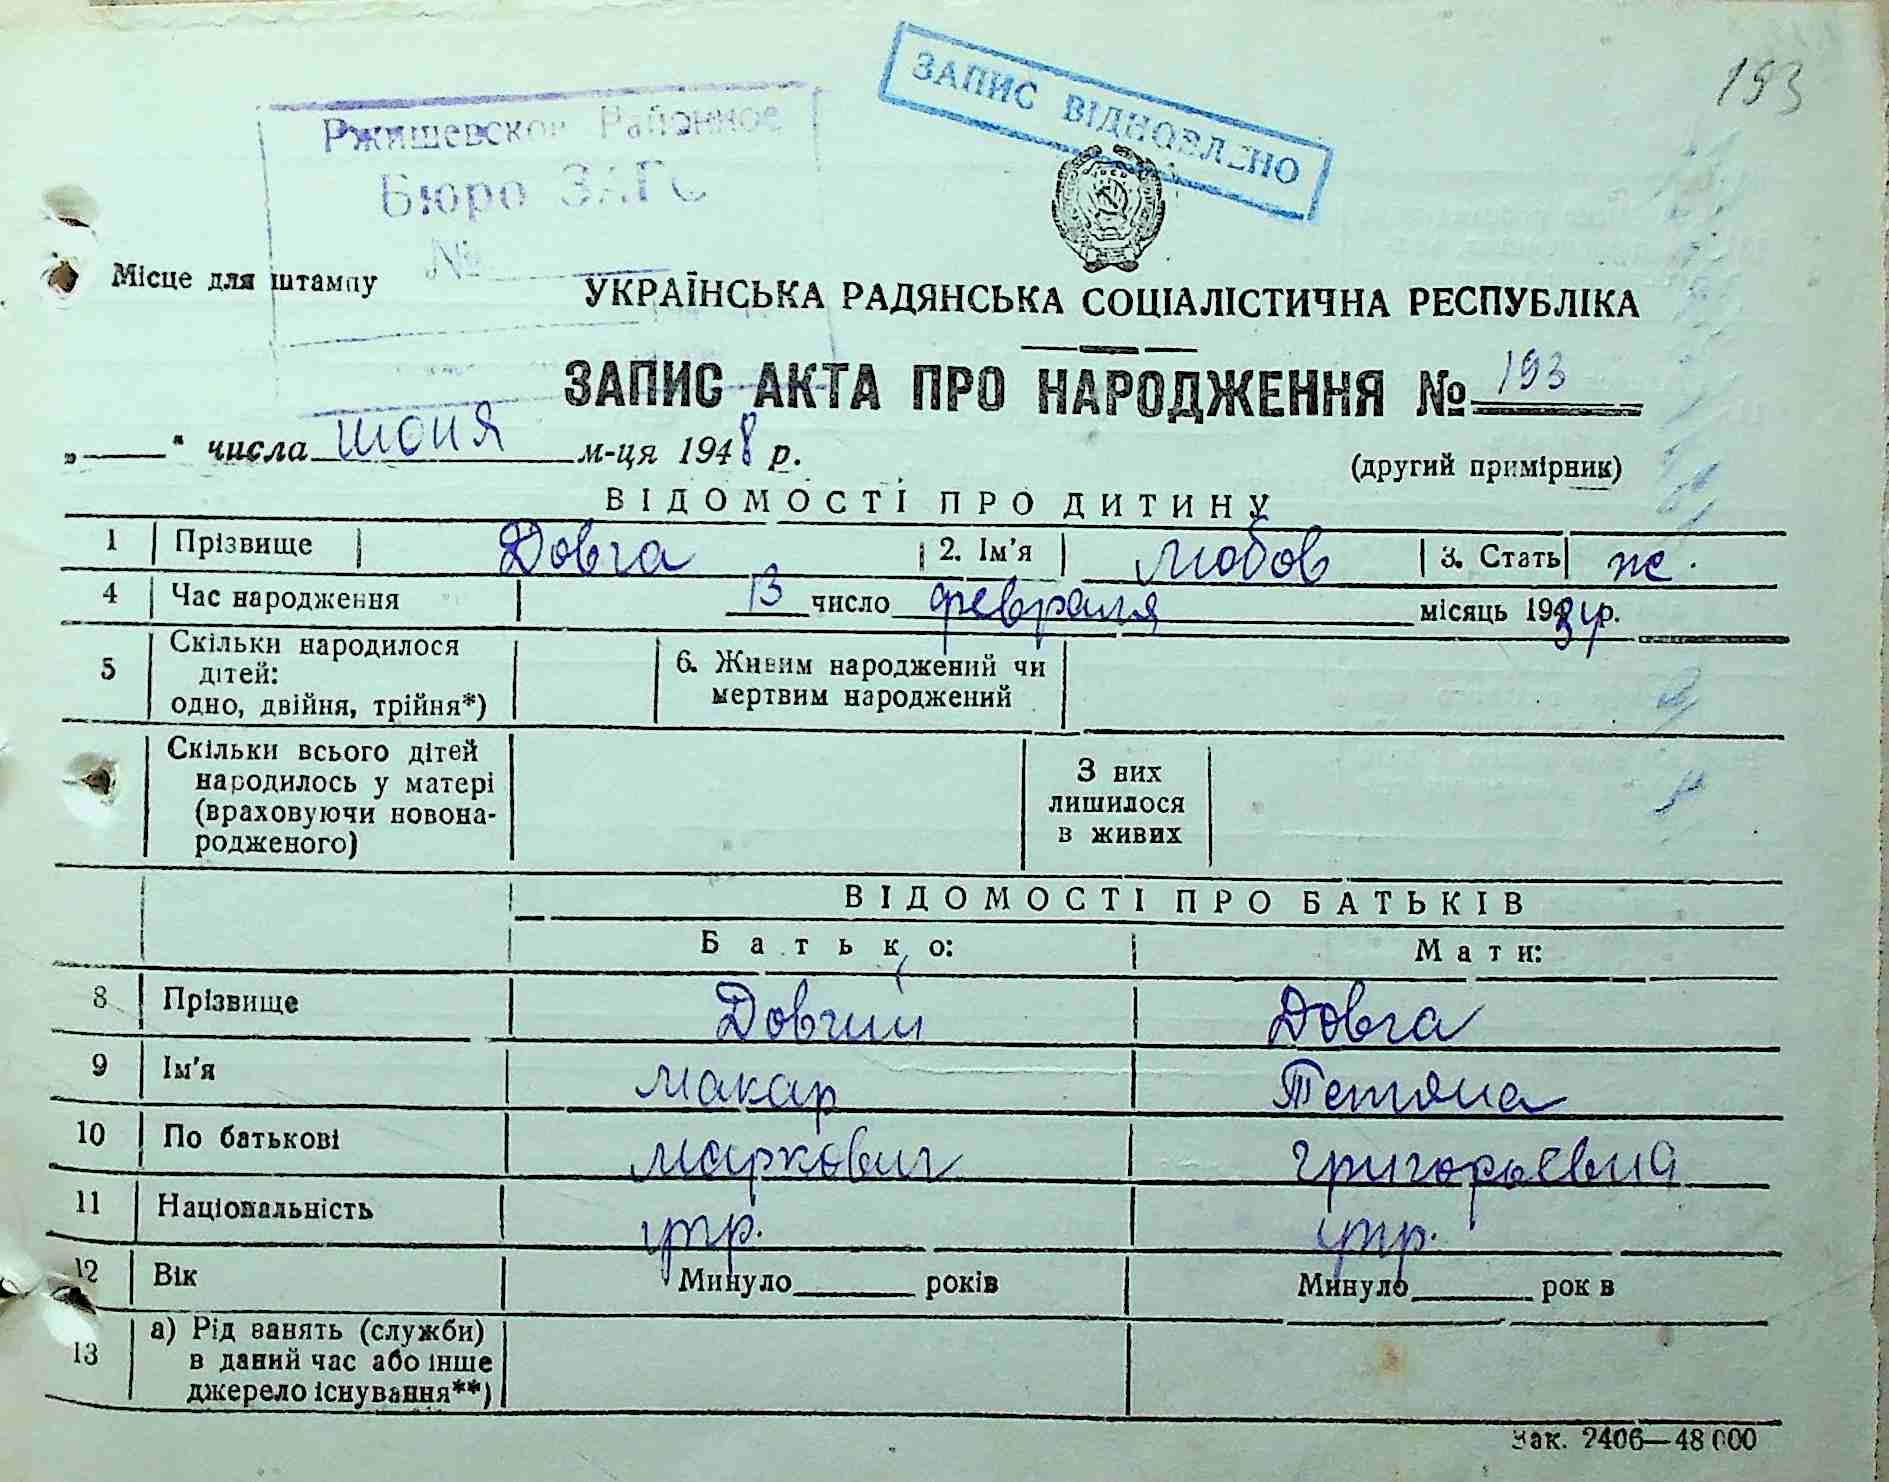 193
ЗАПИС ВІДНОВЛЕНО
Ржищевское Районное
Бюро ЗАГС
№
Місце для штампу
УКРАЇНСЬКА РАДЯНСЬКА СОЦІАЛІСТИЧНА РЕСПУБЛІКА
ЗАПИС АКТА ПРО НАРОДЖЕННЯ № 193
„ “ числа июня м-ця 1948 р.
(другий примірник)
ВІДОМОСТІ ПРО ДИТИНУ
1 Прізвище Довга 2. Ім'я Любов 3. Стать ж.
4 Час народження 13 число февраля місяць 1934 р.
5 Скільки народилося дітей: одно, двійня, трійня*) 6. Живим народжений чи мертвим народжений
Скільки всього дітей народилось у матері (враховуючи новонародженого) З них лишилося в живих
ВІДОМОСТІ ПРО БАТЬКІВ
Батько: Мати:
8 Прізвище Довгий Довга
9 Ім'я Макар Тетяна
10 По батькові Маркович Григорьевна
11 Національність укр. укр.
12 Вік Минуло років Минуло рок в
13 а) Рід занять (служби) в даний час або інше джерело існування**)
Зак. 2406—48 000